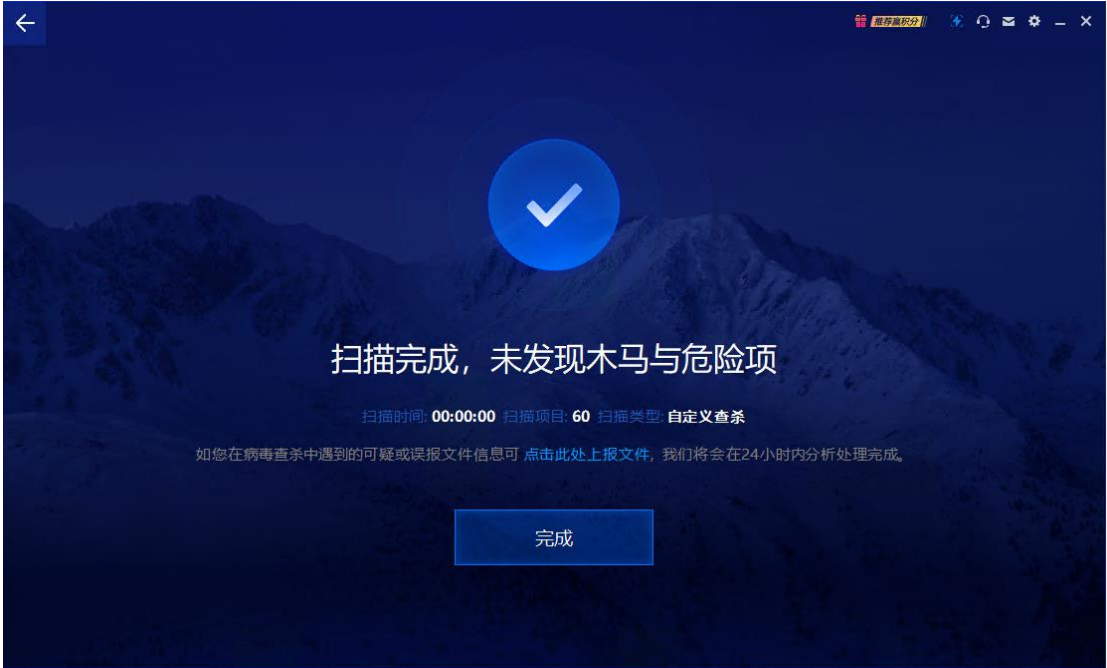 推荐赢积分
扫描完成，未发现木马与危险项
扫描时间: 00:00:00 扫描项目: 60 扫描类型: 自定义查杀
如您在病毒查杀中遇到的可疑或误报文件信息可 点击此处上报文件，我们将会在24小时内分析处理完成。
完成